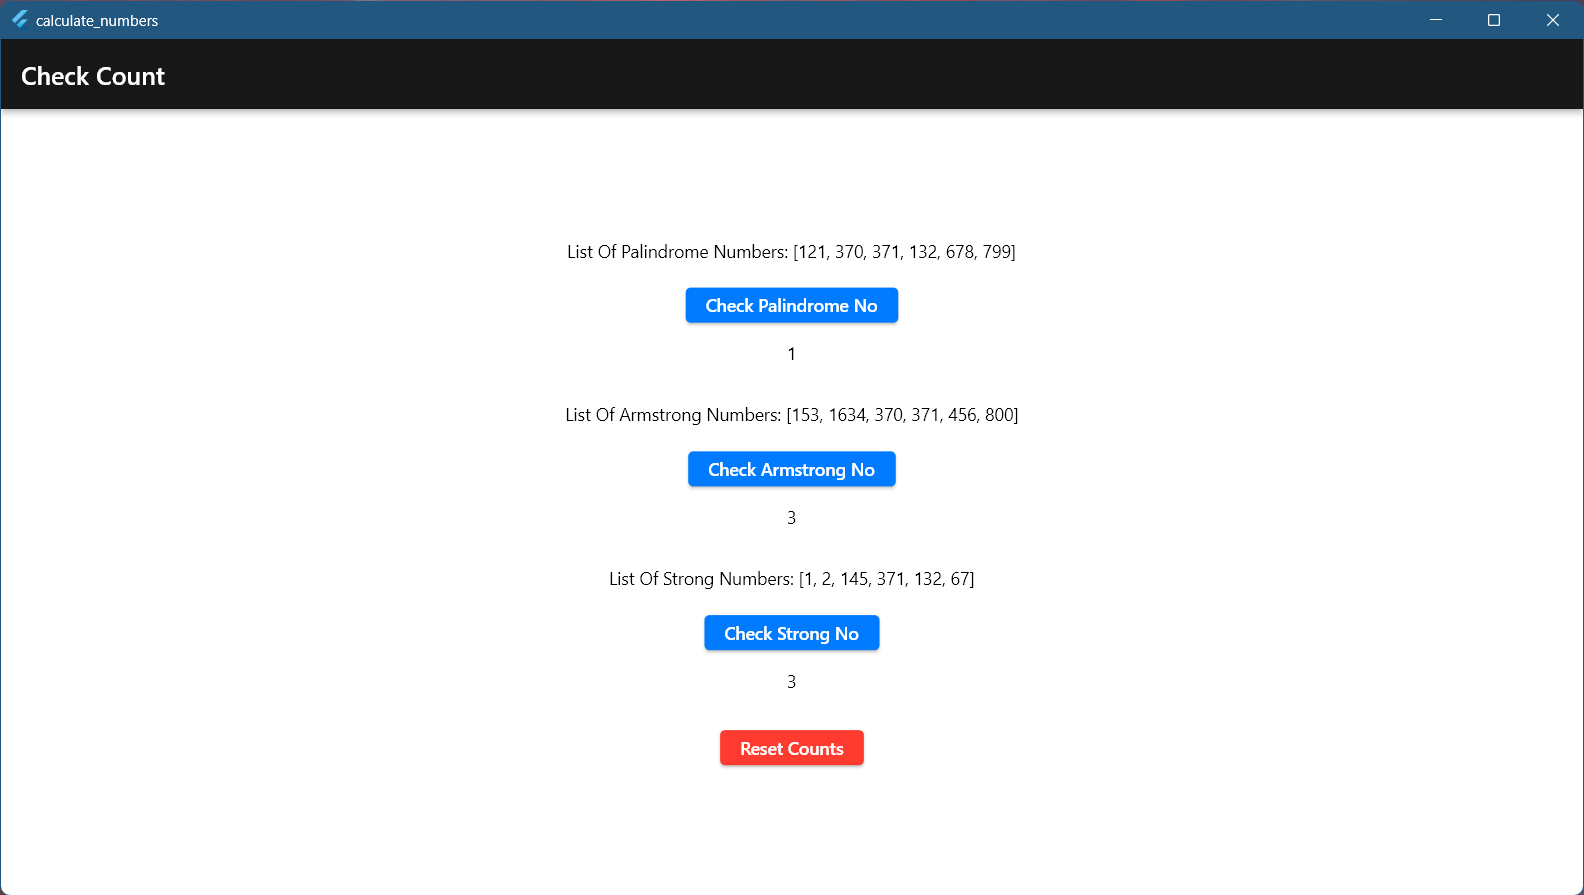 calculate_numbers
Check Count
List Of Palindrome Numbers: [121, 370, 371, 132, 678, 799]
Check Palindrome No
1
List Of Armstrong Numbers: [153, 1634, 370, 371, 456, 800]
Check Armstrong No
3
List Of Strong Numbers: [1, 2, 145, 371, 132, 67]
Check Strong No
3
Reset Counts